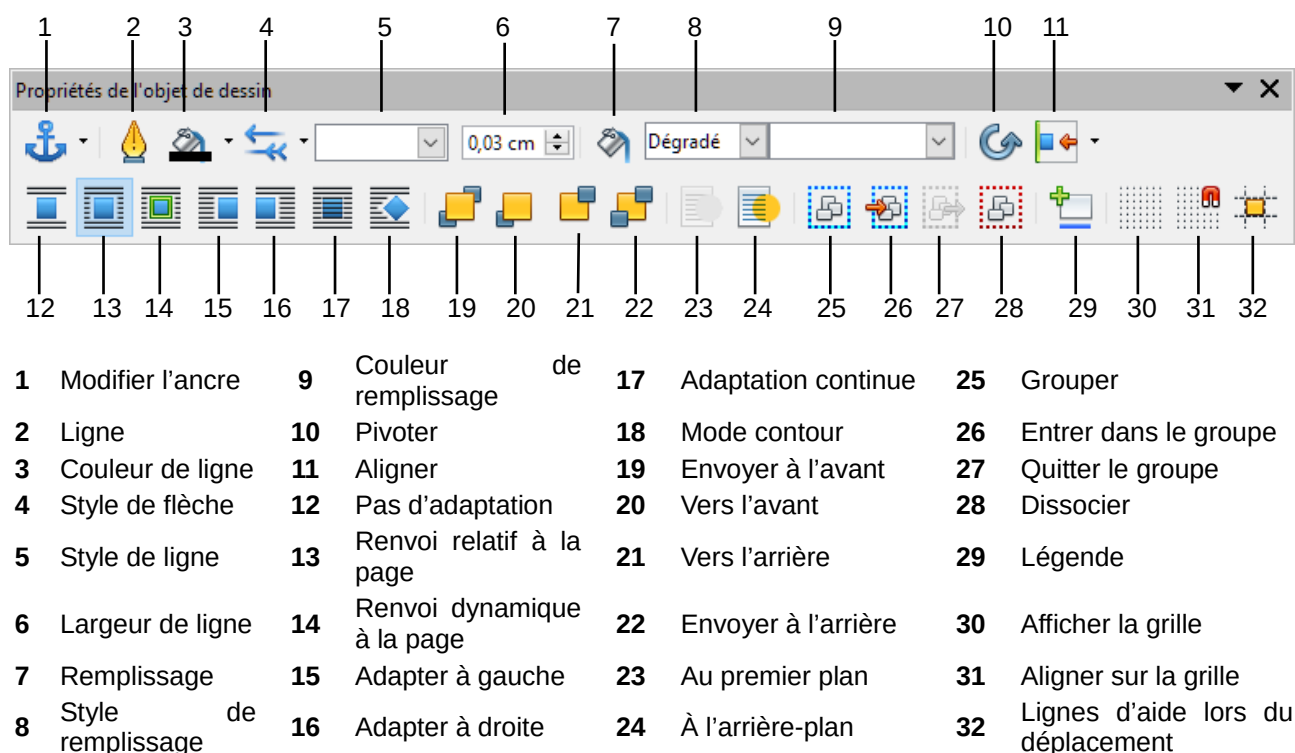 1 2 3 4 5 6 7 8 9 10 11
Propriétés de l'objet de dessin
0,03 cm Dégradé
12 13 14 15 16 17 18 19 20 21 22 23 24 25 26 27 28 29 30 31 32
1 Modifier l’ancre 9 Couleur de remplissage 17 Adaptation continue 25 Grouper
2 Ligne 10 Pivoter 18 Mode contour 26 Entrer dans le groupe
3 Couleur de ligne 11 Aligner 19 Envoyer à l’avant 27 Quitter le groupe
4 Style de flèche 12 Pas d’adaptation 20 Vers l’avant 28 Dissocier
5 Style de ligne 13 Renvoi relatif à la page 21 Vers l’arrière 29 Légende
6 Largeur de ligne 14 Renvoi dynamique à la page 22 Envoyer à l’arrière 30 Afficher la grille
7 Remplissage 15 Adapter à gauche 23 Au premier plan 31 Aligner sur la grille
8 Style de remplissage 16 Adapter à droite 24 À l’arrière-plan 32 Lignes d’aide lors du déplacement